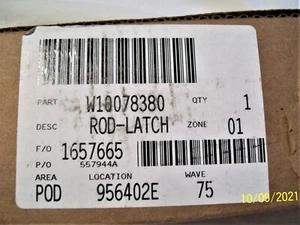 PART W10078380 QTY 1
DESC ROD-LATCH ZONE 01
F/O 1657665
P/O 557944A
AREA LOCATION WAVE
POD 956402E 75
10/09/2021